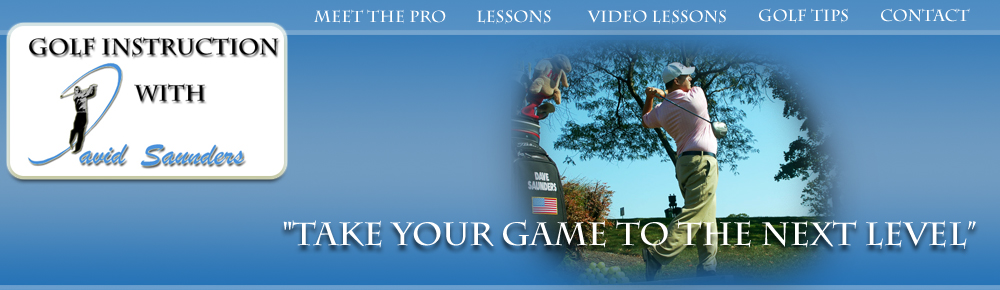 MEET THE PRO
LESSONS
VIDEO LESSONS
GOLF TIPS
CONTACT
GOLF INSTRUCTION
WITH
David Saunders
DAVE
SAUNDERS
"TAKE YOUR GAME TO THE NEXT LEVEL"